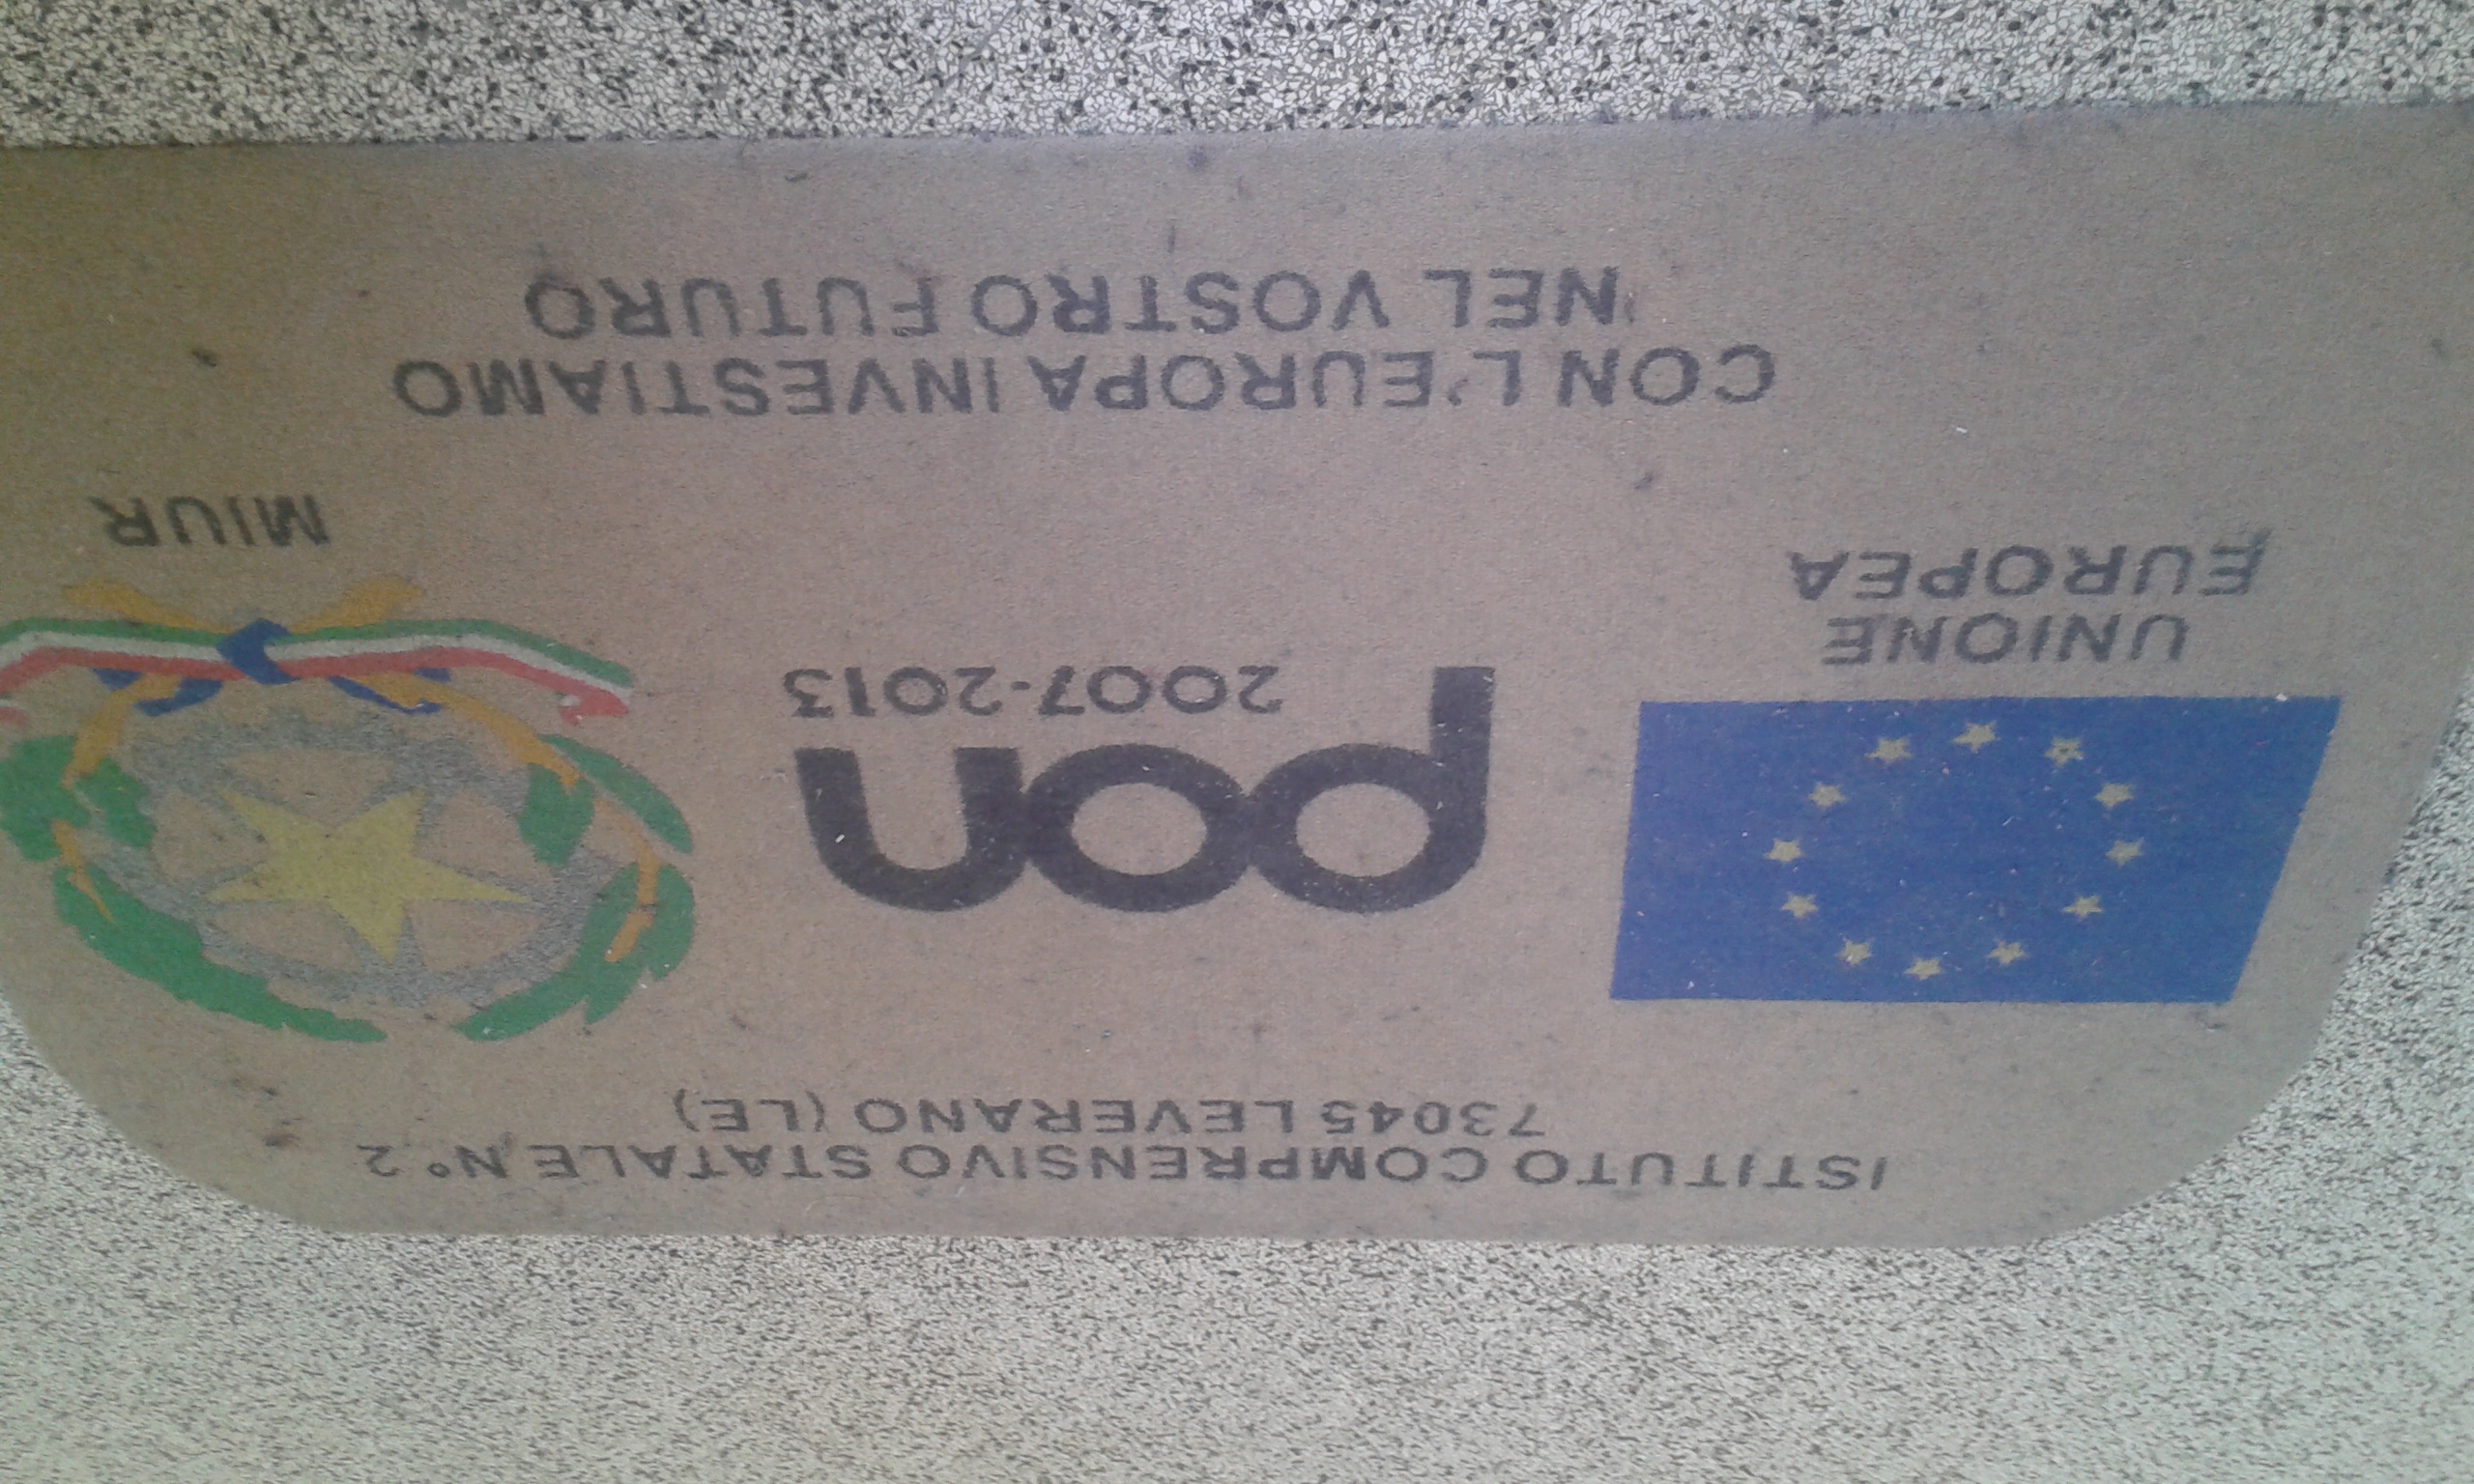 ISTITUTO COMPRENSIVO STATALE N° 2
73045 LEVERANO (LE)
UNIONE
EUROPEA
pon
2007-2013
MIUR
CON L'EUROPA INVESTIAMO
NEL VOSTRO FUTURO